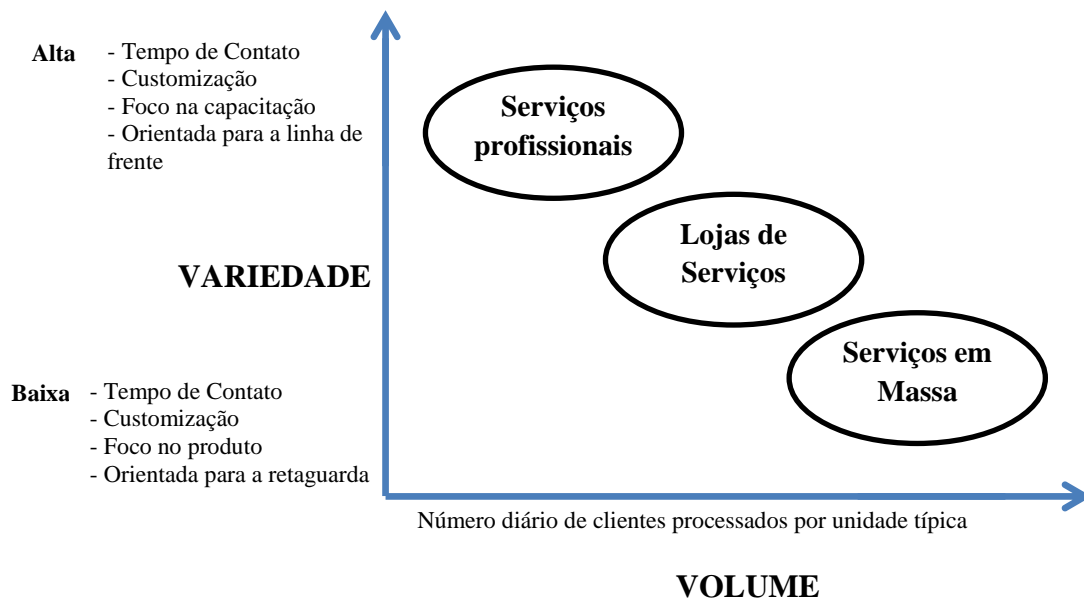 Alta
- Tempo de Contato
- Customização
- Foco na capacitação
- Orientada para a linha de
frente
Serviços
profissionais
Lojas de
Serviços
VARIEDADE
Serviços em
Massa
Baixa
- Tempo de Contato
- Customização
- Foco no produto
- Orientada para a retaguarda
Número diário de clientes processados por unidade típica
VOLUME